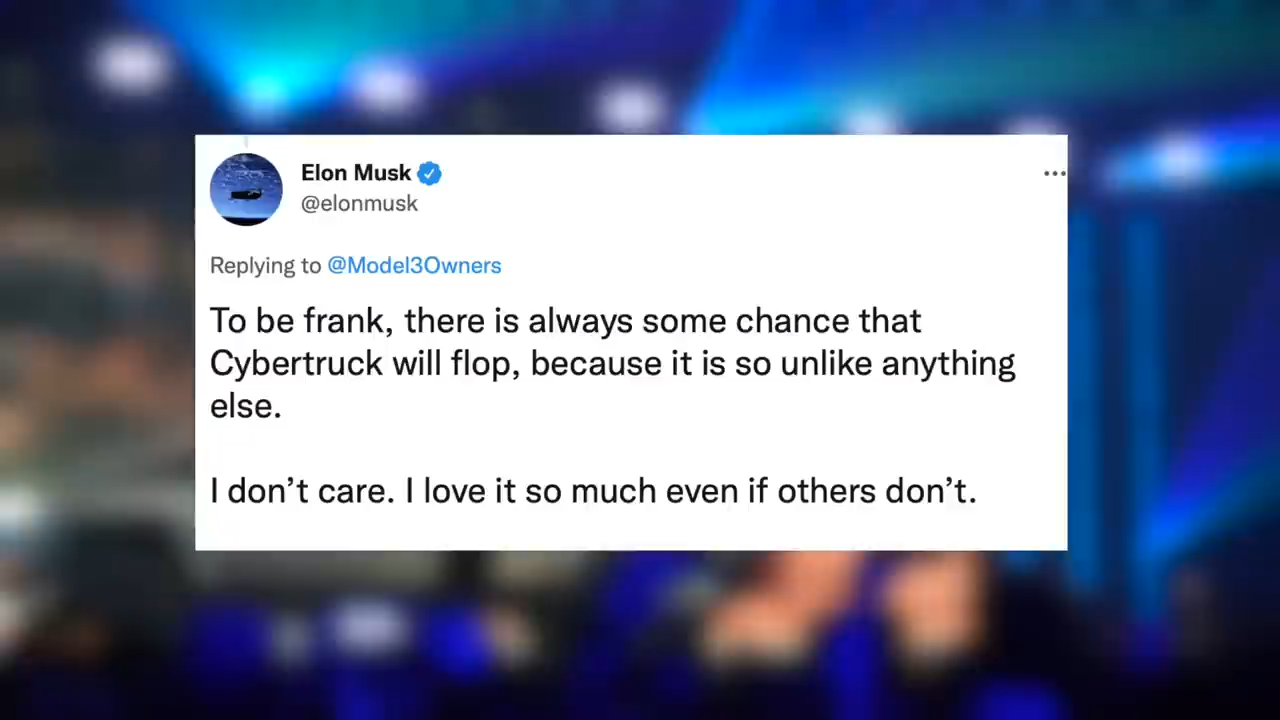 Elon Musk
@elonmusk
Replying to @Model3Owners
To be frank, there is always some chance that
Cybertruck will flop, because it is so unlike anything
else.
I don’t care. I love it so much even if others don’t.